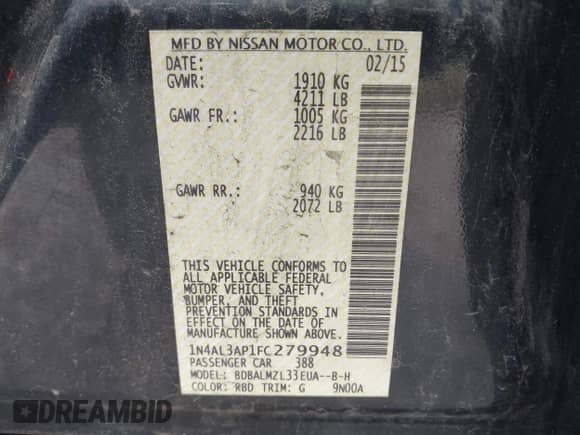 MFD BY NISSAN MOTOR CO., LTD.
DATE: 02/15
GVWR: 1910 KG
4211 LB
GAWR FR.: 1005 KG
2216 LB
GAWR RR.: 940 KG
2072 LB
THIS VEHICLE CONFORMS TO
ALL APPLICABLE FEDERAL
MOTOR VEHICLE SAFETY,
BUMPER, AND THEFT
PREVENTION STANDARDS IN
EFFECT ON THE DATE OF
MANUFACTURE SHOWN ABOVE.
1N4AL3AP1FC279948
PASSENGER CAR 388
MODEL: BDBALMZL33EUA--B-H
COLOR: RBD TRIM: G 9N00A
DREAMBID